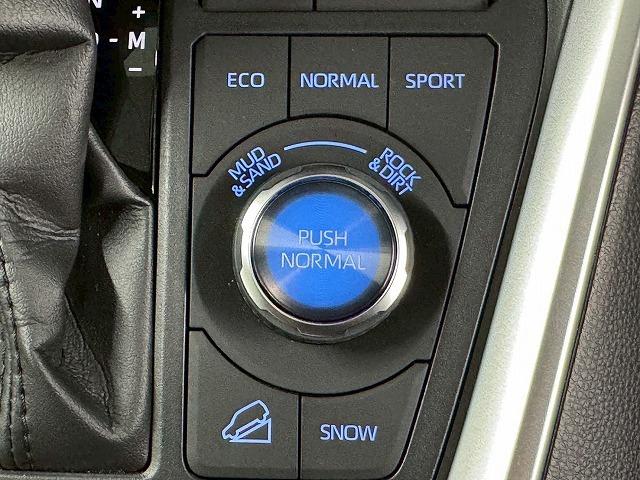 +
M
-
ECO
NORMAL
SPORT
MUD
&SAND
ROCK
&DIRT
PUSH
NORMAL
SNOW